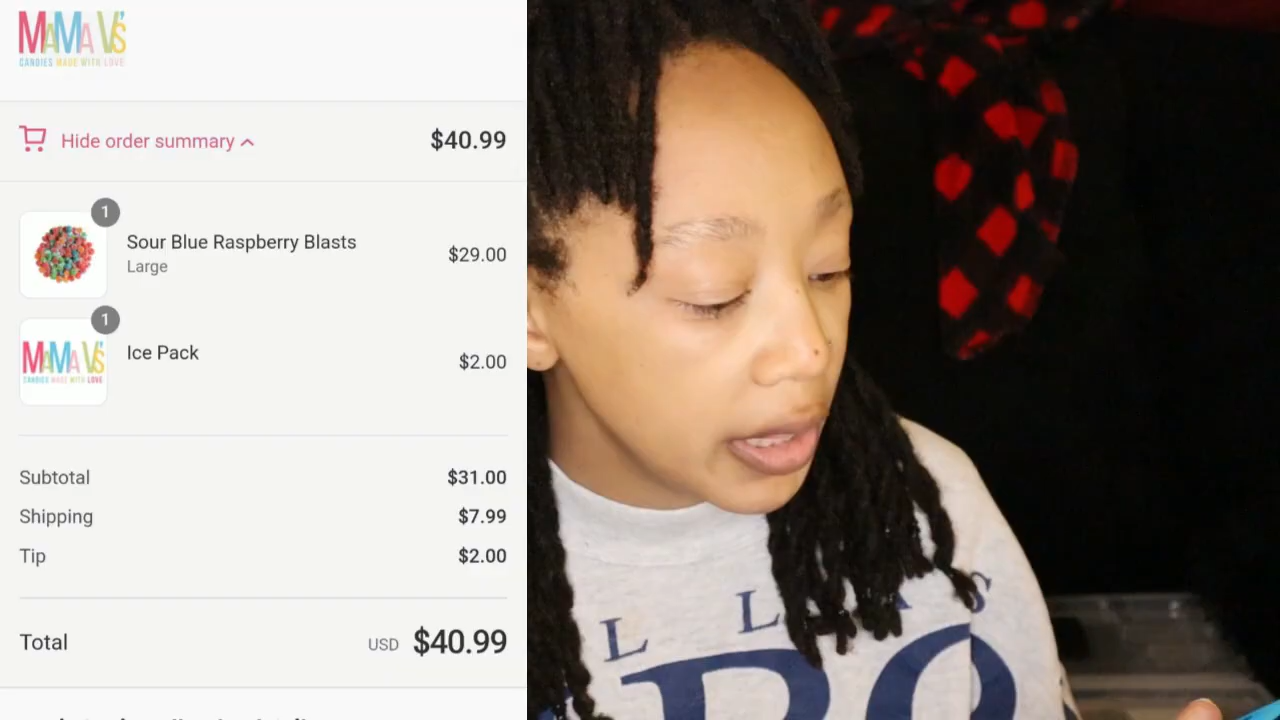 MAMA V'S
CANDIES MADE WITH LOVE
Hide order summary $40.99
1
Sour Blue Raspberry Blasts
Large
$29.00
1
MAMA V'S
CANDIES MADE WITH LOVE
Ice Pack
$2.00
Subtotal $31.00
Shipping $7.99
Tip $2.00
Total USD $40.99